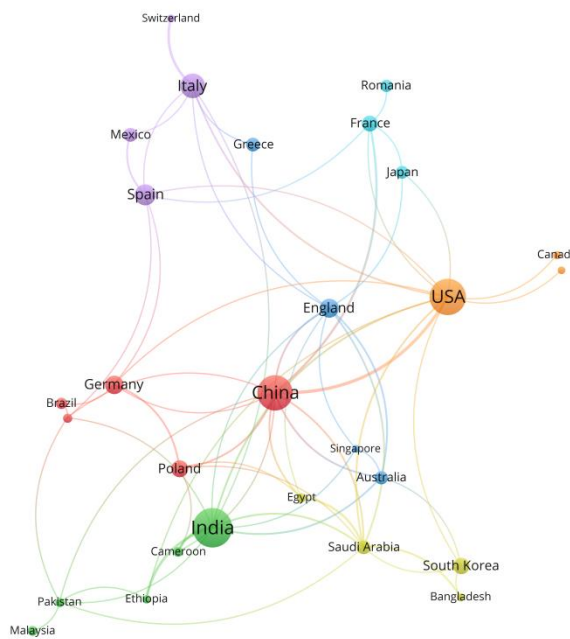 Switzerland
Italy
Romania
France
Mexico
Greece
Japan
Spain
Canad
USA
England
Germany
China
Brazil
Singapore
Poland
Australia
Egypt
India
Cameroon
Saudi Arabia
South Korea
Pakistan
Ethiopia
Bangladesh
Malaysia